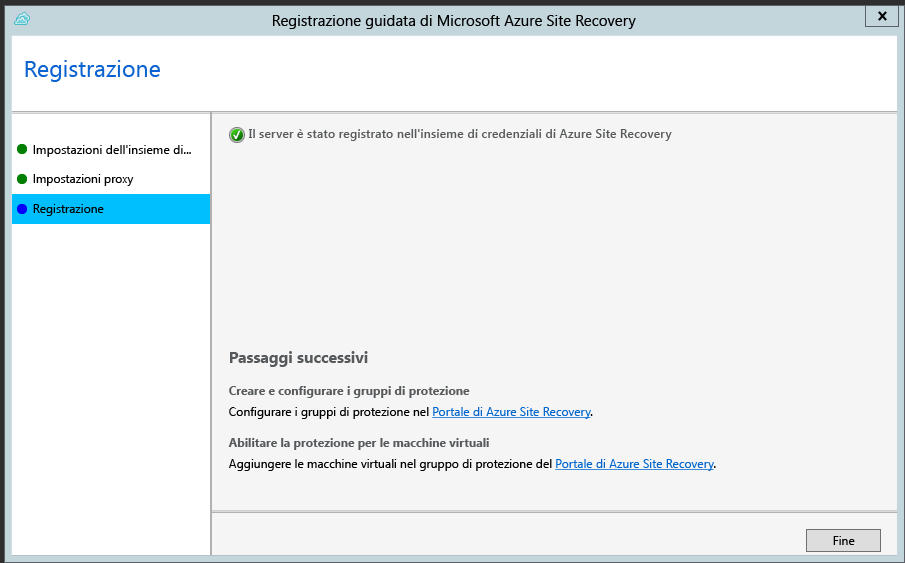 Registrazione guidata di Microsoft Azure Site Recovery
x
Registrazione
Impostazioni dell'insieme di...
Impostazioni proxy
Registrazione
Il server è stato registrato nell'insieme di credenziali di Azure Site Recovery
Passaggi successivi
Creare e configurare i gruppi di protezione
Configurare i gruppi di protezione nel Portale di Azure Site Recovery.
Abilitare la protezione per le macchine virtuali
Aggiungere le macchine virtuali nel gruppo di protezione del Portale di Azure Site Recovery.
Fine